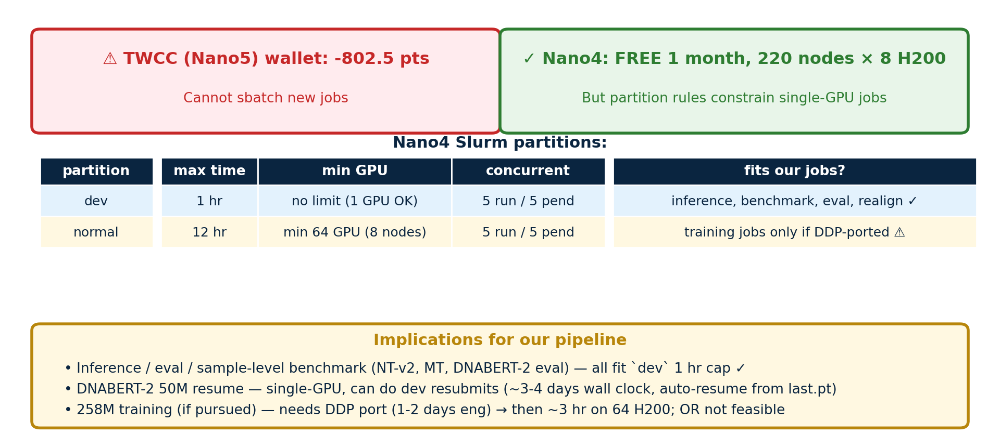 ⚠ TWCC (Nano5) wallet: -802.5 pts
Cannot sbatch new jobs
✓ Nano4: FREE 1 month, 220 nodes × 8 H200
But partition rules constrain single-GPU jobs
Nano4 Slurm partitions:
partition max time min GPU concurrent fits our jobs?
dev 1 hr no limit (1 GPU OK) 5 run / 5 pend inference, benchmark, eval, realign ✓
normal 12 hr min 64 GPU (8 nodes) 5 run / 5 pend training jobs only if DDP-ported ⚠
Implications for our pipeline
• Inference / eval / sample-level benchmark (NT-v2, MT, DNABERT-2 eval) — all fit `dev` 1 hr cap ✓
• DNABERT-2 50M resume — single-GPU, can do dev resubmits (~3-4 days wall clock, auto-resume from last.pt)
• 258M training (if pursued) — needs DDP port (1-2 days eng) → then ~3 hr on 64 H200; OR not feasible